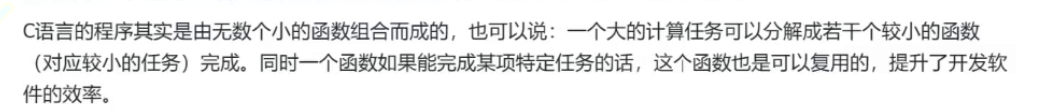 C语言的程序其实是由无数个小的函数组合而成的，也可以说：一个大的计算任务可以分解成若干个较小的函数
（对应较小的任务）完成。同时一个函数如果能完成某项特定任务的话，这个函数也是可以复用的，提升了开发软
件的效率。